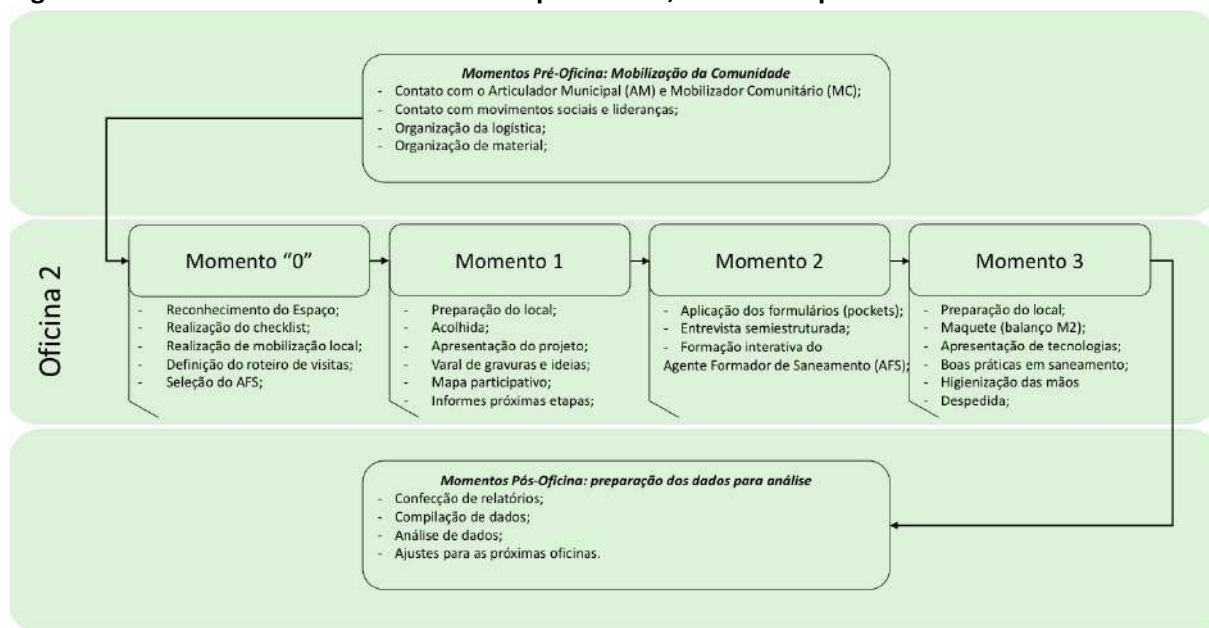 Momentos Pré-Oficina: Mobilização da Comunidade
- Contato com o Articulador Municipal (AM) e Mobilizador Comunitário (MC);
- Contato com movimentos sociais e lideranças;
- Organização da logística;
- Organização de material;
Oficina 2
Momento "0"
- Reconhecimento do Espaço;
- Realização do checklist;
- Realização de mobilização local;
- Definição do roteiro de visitas;
- Seleção do AFS;
Momento 1
- Preparação do local;
- Acolhida;
- Apresentação do projeto;
- Varal de gravuras e ideias;
- Mapa participativo;
- Informes próximas etapas;
Momento 2
- Aplicação dos formulários (pockets);
- Entrevista semiestruturada;
- Formação interativa do
Agente Formador de Saneamento (AFS);
Momento 3
- Preparação do local;
- Maquete (balanço M2);
- Apresentação de tecnologias;
- Boas práticas em saneamento;
- Higienização das mãos
- Despedida;
Momentos Pós-Oficina: preparação dos dados para análise
- Confecção de relatórios;
- Compilação de dados;
- Análise de dados;
- Ajustes para as próximas oficinas.